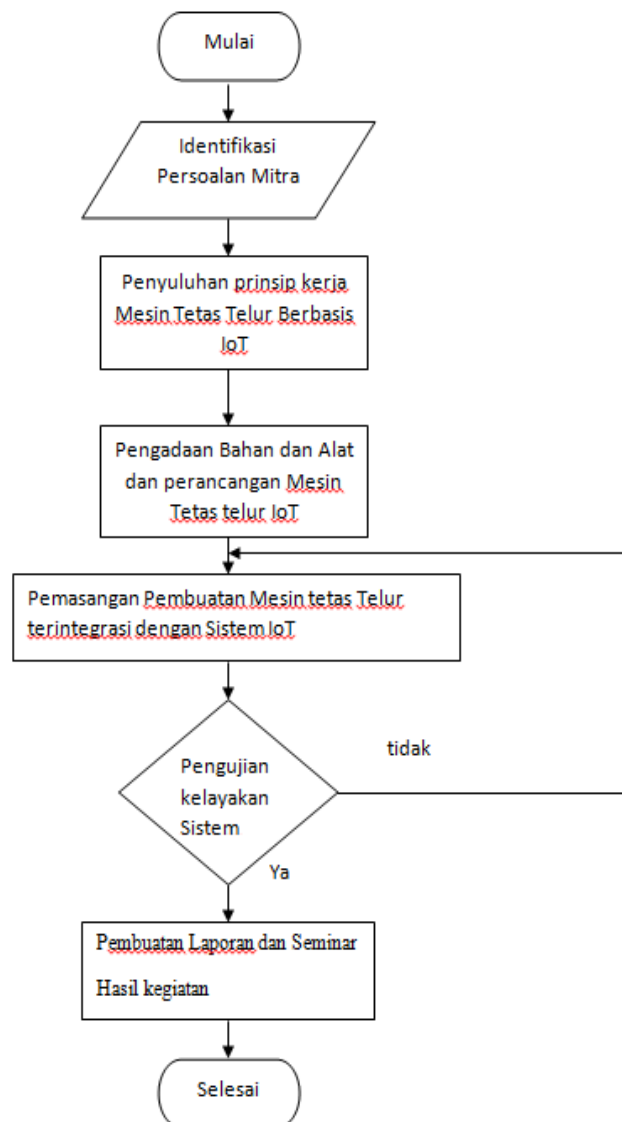 Mulai
Identifikasi
Persoalan Mitra
Penyuluhan prinsip kerja
Mesin Tetas Telur Berbasis
IoT
Pengadaan Bahan dan Alat
dan perancangan Mesin
Tetas telur IoT
Pemasangan Pembuatan Mesin tetas Telur
terintegrasi dengan Sistem IoT
Pengujian
kelayakan
Sistem
tidak
Ya
Pembuatan Laporan dan Seminar
Hasil kegiatan
Selesai